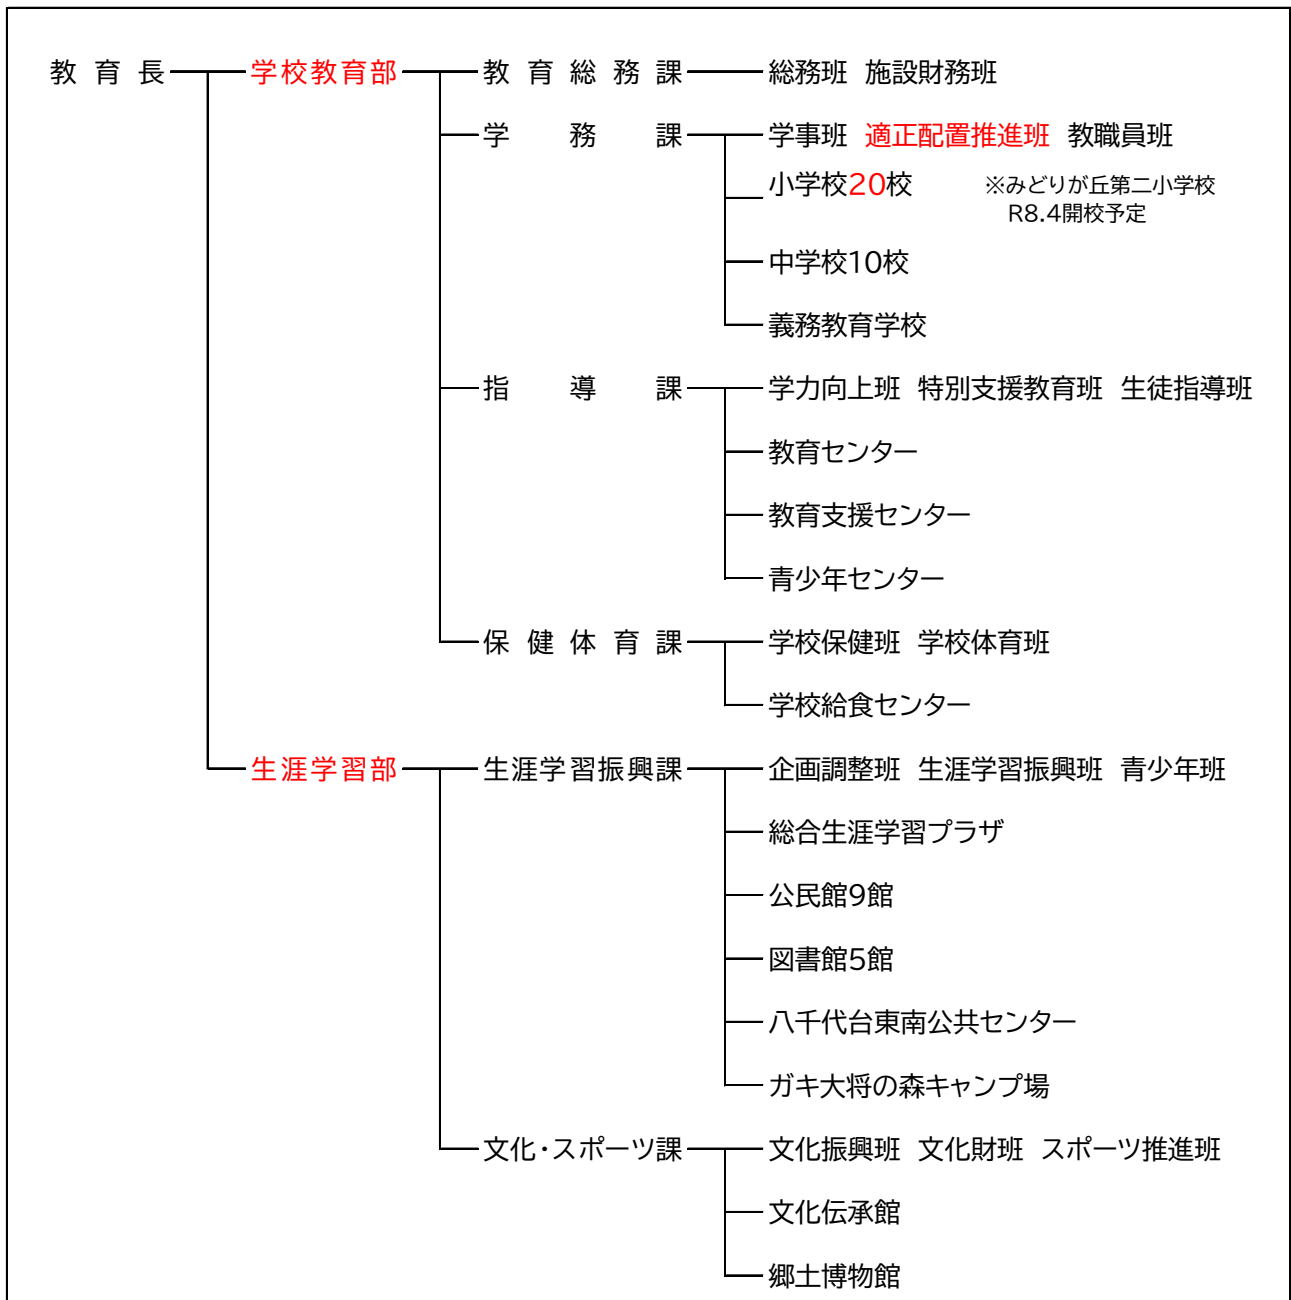 教育長 学校教育部 教育総務課 総務班 施設財務班
学務課 学事班 適正配置推進班 教職員班
小学校20校 ※みどりが丘第二小学校
R8.4開校予定
中学校10校
義務教育学校
指導課 学力向上班 特別支援教育班 生徒指導班
教育センター
教育支援センター
青少年センター
保健体育課 学校保健班 学校体育班
学校給食センター
生涯学習部 生涯学習振興課 企画調整班 生涯学習振興班 青少年班
総合生涯学習プラザ
公民館9館
図書館5館
八千代台東南公共センター
ガキ大将の森キャンプ場
文化・スポーツ課 文化振興班 文化財班 スポーツ推進班
文化伝承館
郷土博物館